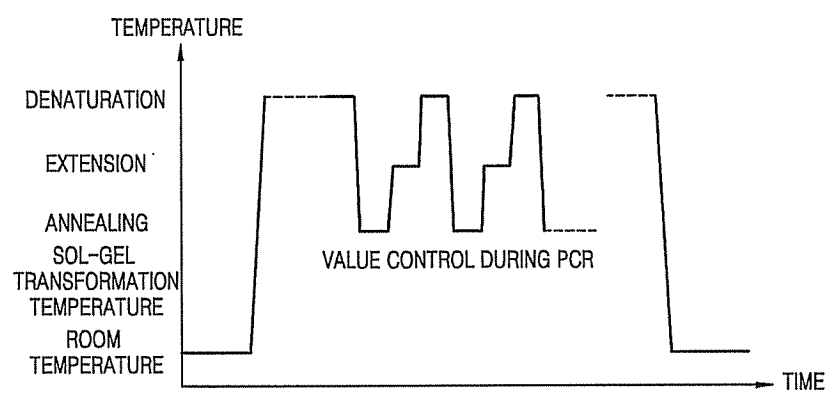 TEMPERATURE
DENATURATION
EXTENSION
ANNEALING
SOL-GEL
TRANSFORMATION
TEMPERATURE
VALUE CONTROL DURING PCR
ROOM
TEMPERATURE
TIME